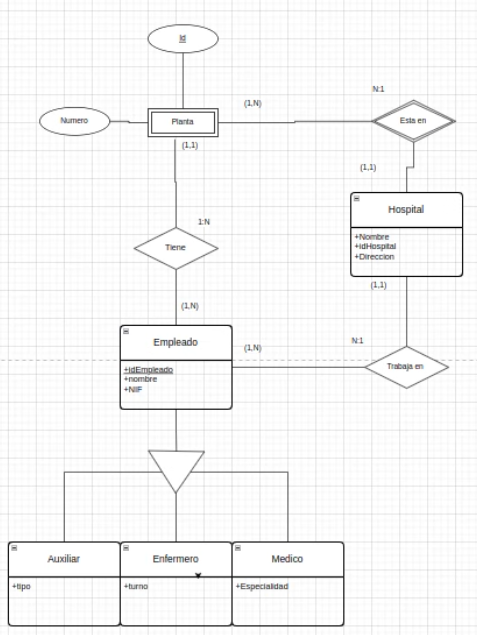 Id
N:1
(1,N)
Numero
Planta
Esta en
(1,1)
(1,1)
Hospital
1:N
+Nombre
+idHospital
+Direccion
Tiene
(1,1)
(1,N)
Empleado
(1,N)
N:1
+idEmpleado
+nombre
+NIF
Trabaja en
Auxiliar
Enfermero
Medico
+tipo
+turno
+Especialidad